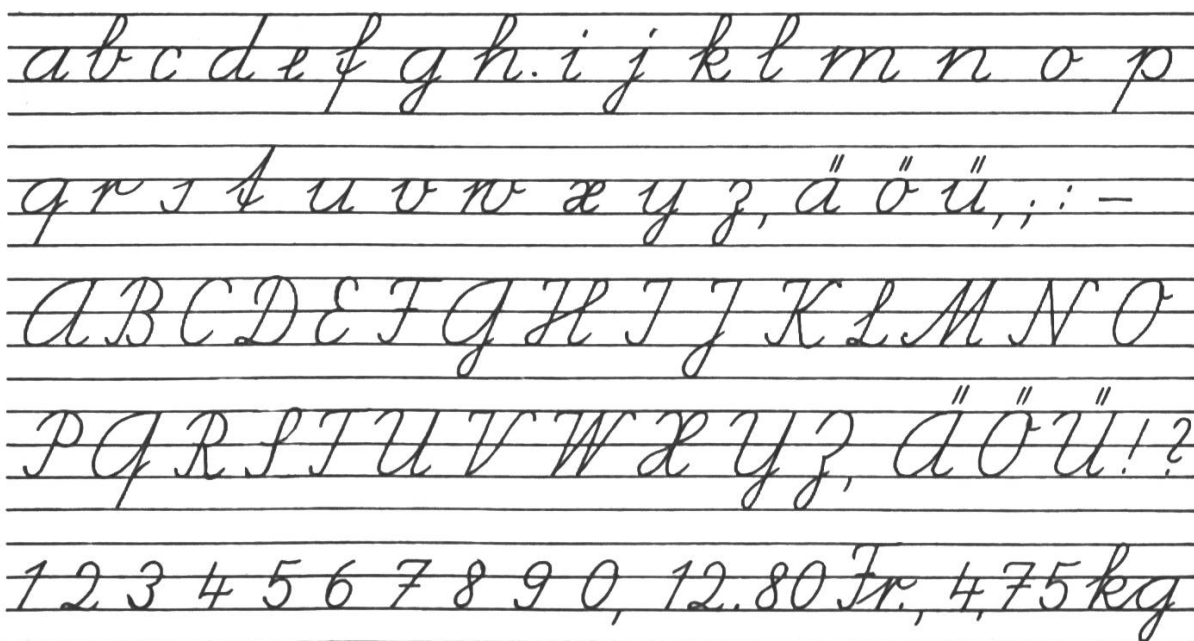 a b c d e f g h. i j k l m n o p
q r s t u v w x y z, ä ö ü, ; : –
A B C D E F G H I J K L M N O
P Q R S T U V W X Y Z, Ä Ö Ü ! ?
1 2 3 4 5 6 7 8 9 0, 12.80 Fr., 4,75 kg